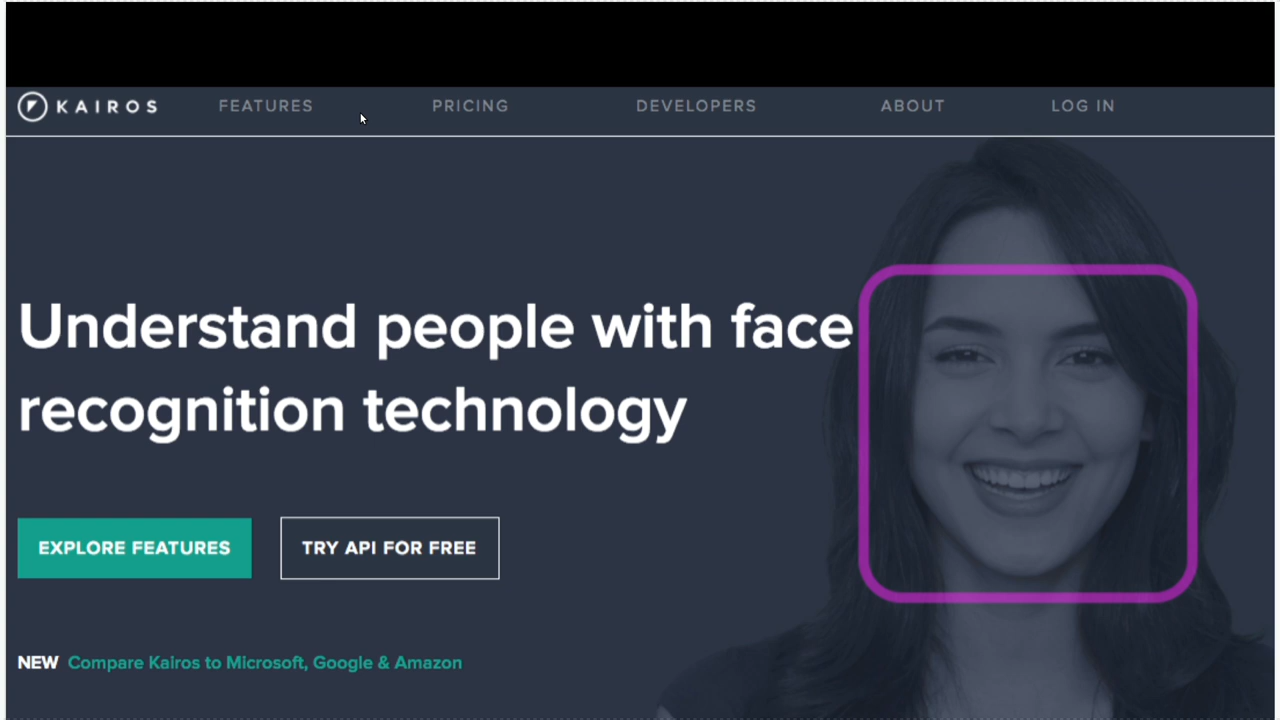 KAIROS
FEATURES
PRICING
DEVELOPERS
ABOUT
LOG IN
Understand people with face
recognition technology
EXPLORE FEATURES
TRY API FOR FREE
NEW Compare Kairos to Microsoft, Google & Amazon